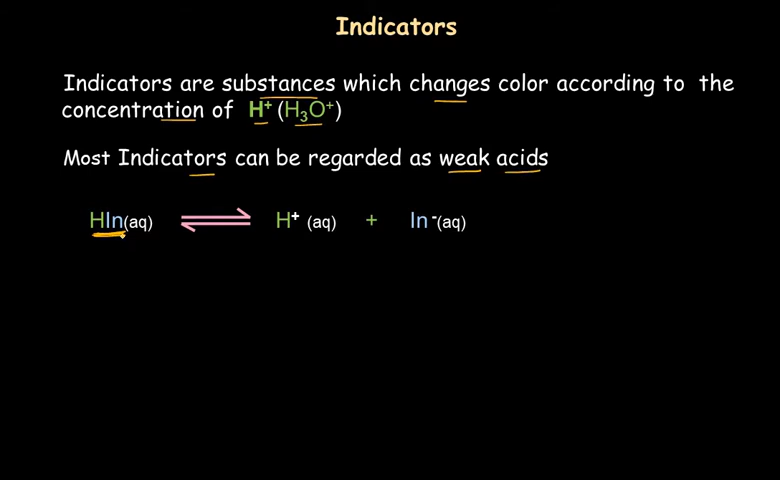 Indicators
Indicators are substances which changes color according to the
concentration of H⁺ (H₃O⁺)
Most Indicators can be regarded as weak acids
HIn(aq) ⇌ H⁺ (aq) + In⁻(aq)